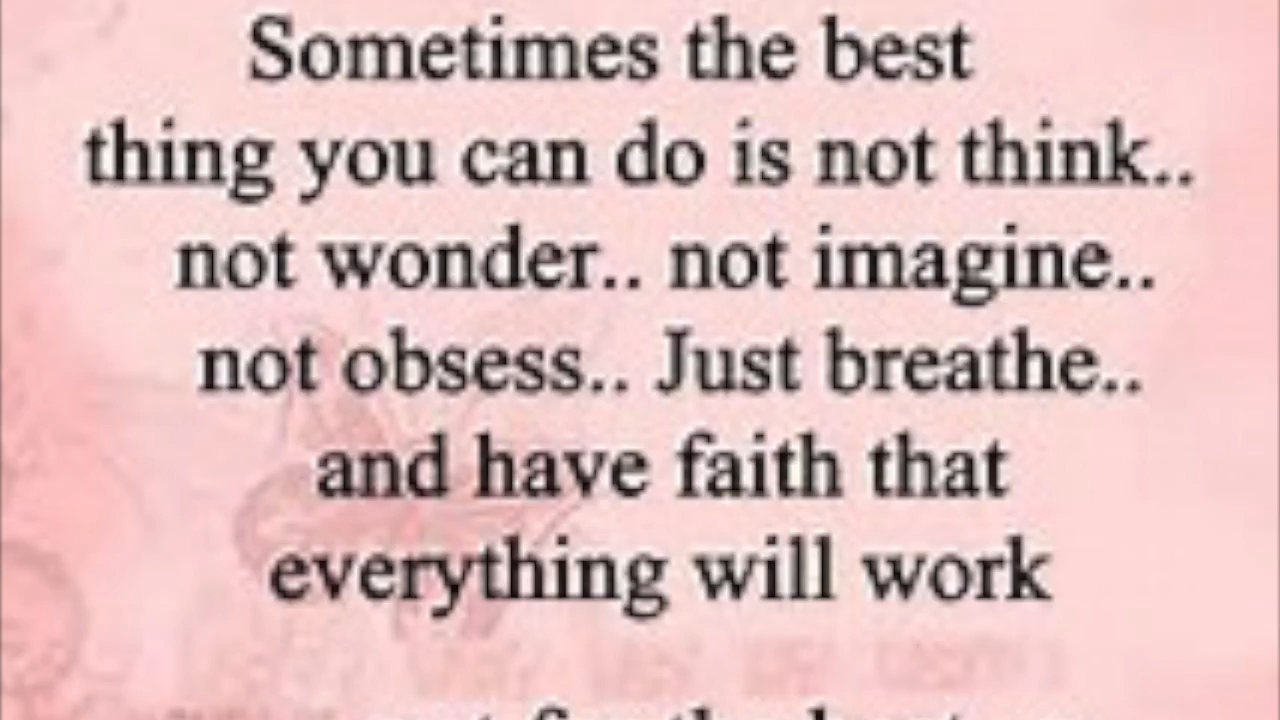 Sometimes the best
thing you can do is not think..
not wonder.. not imagine..
not obsess.. Just breathe..
and have faith that
everything will work